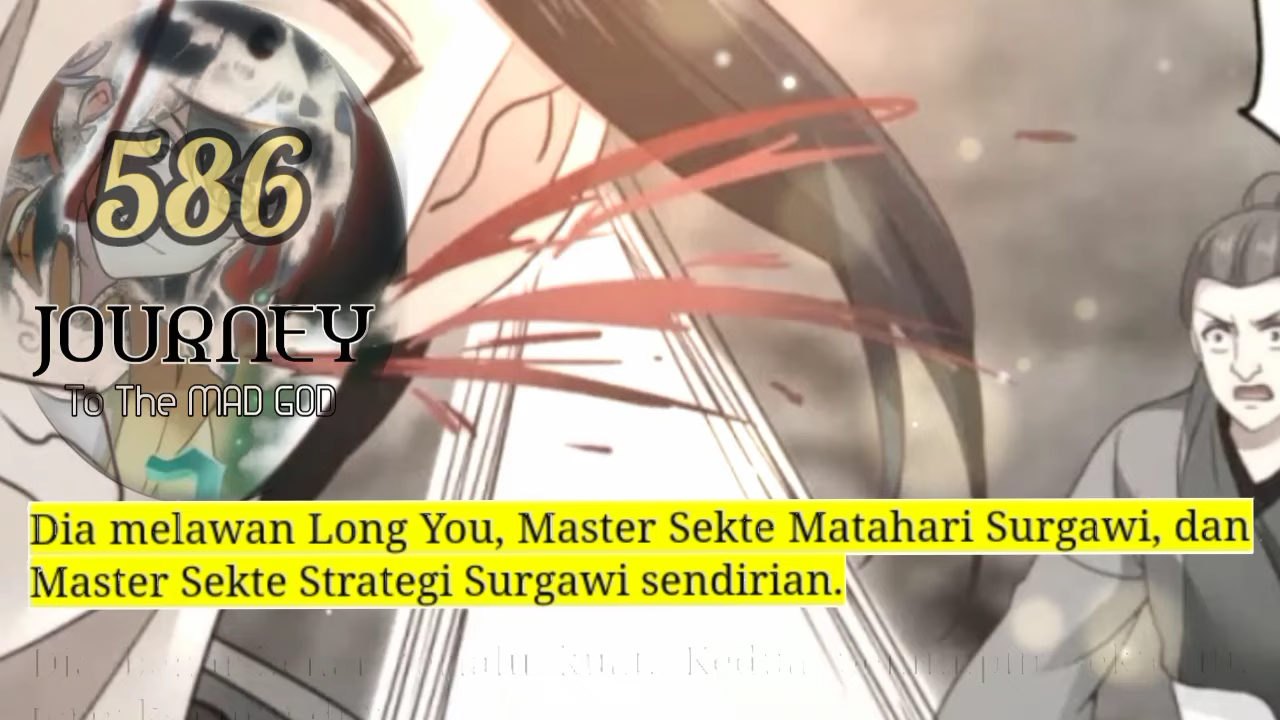 586
JOURNEY
To The MAD GOD
Dia melawan Long You, Master Sekte Matahari Surgawi, dan
Master Sekte Strategi Surgawi sendirian.